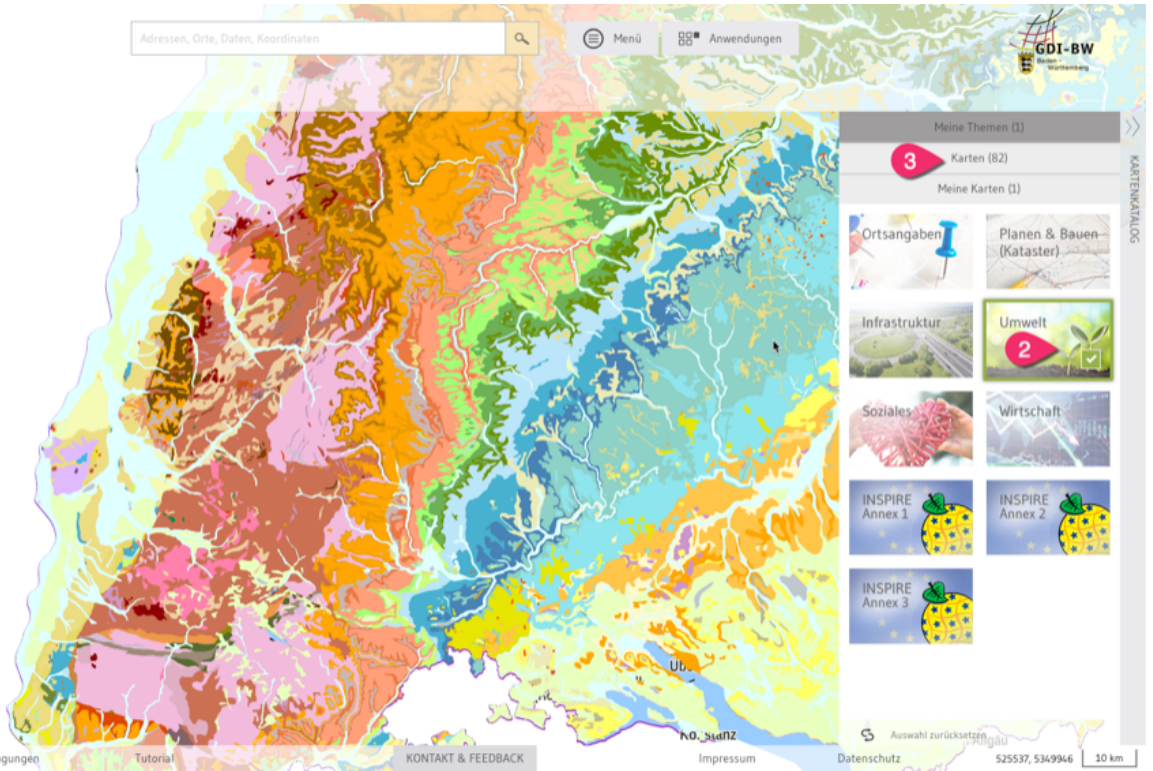 Adressen, Orte, Daten, Koordinaten
Menü
Anwendungen
GDI-BW
Baden-
Württemberg
Meine Themen (1)
3
Karten (82)
Meine Karten (1)
KARTENKATALOG
Ortsangaben
Planen & Bauen
(Kataster)
Infrastruktur
Umwelt
2
Soziales
Wirtschaft
INSPIRE
Annex 1
INSPIRE
Annex 2
INSPIRE
Annex 3
Auswahl zurücksetzen
Allgäu
Tutorial
KONTAKT & FEEDBACK
Impressum
Datenschutz
525537, 5349946
10 km